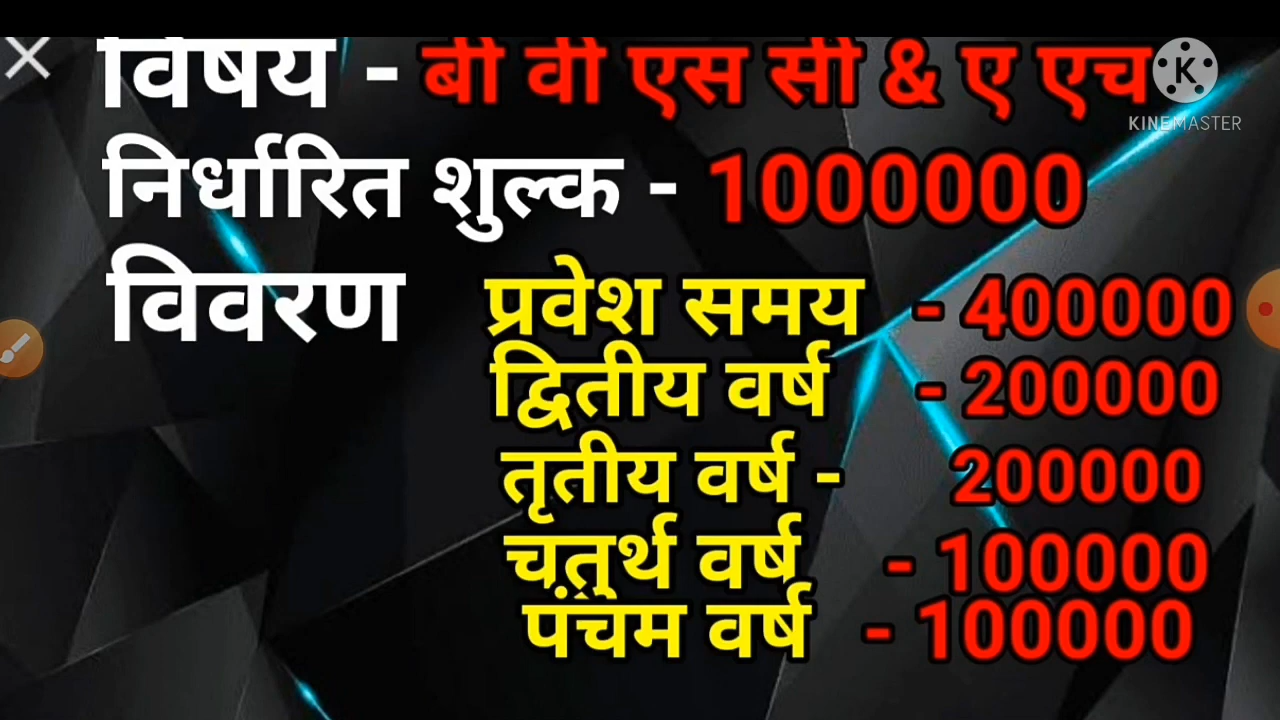 विषय - बी वी एस सी & ए एच
KINEMASTER
निर्धारित शुल्क - 1000000
विवरण प्रवेश समय - 400000
द्वितीय वर्ष - 200000
तृतीय वर्ष - 200000
चतुर्थ वर्ष - 100000
पंचम वर्ष - 100000